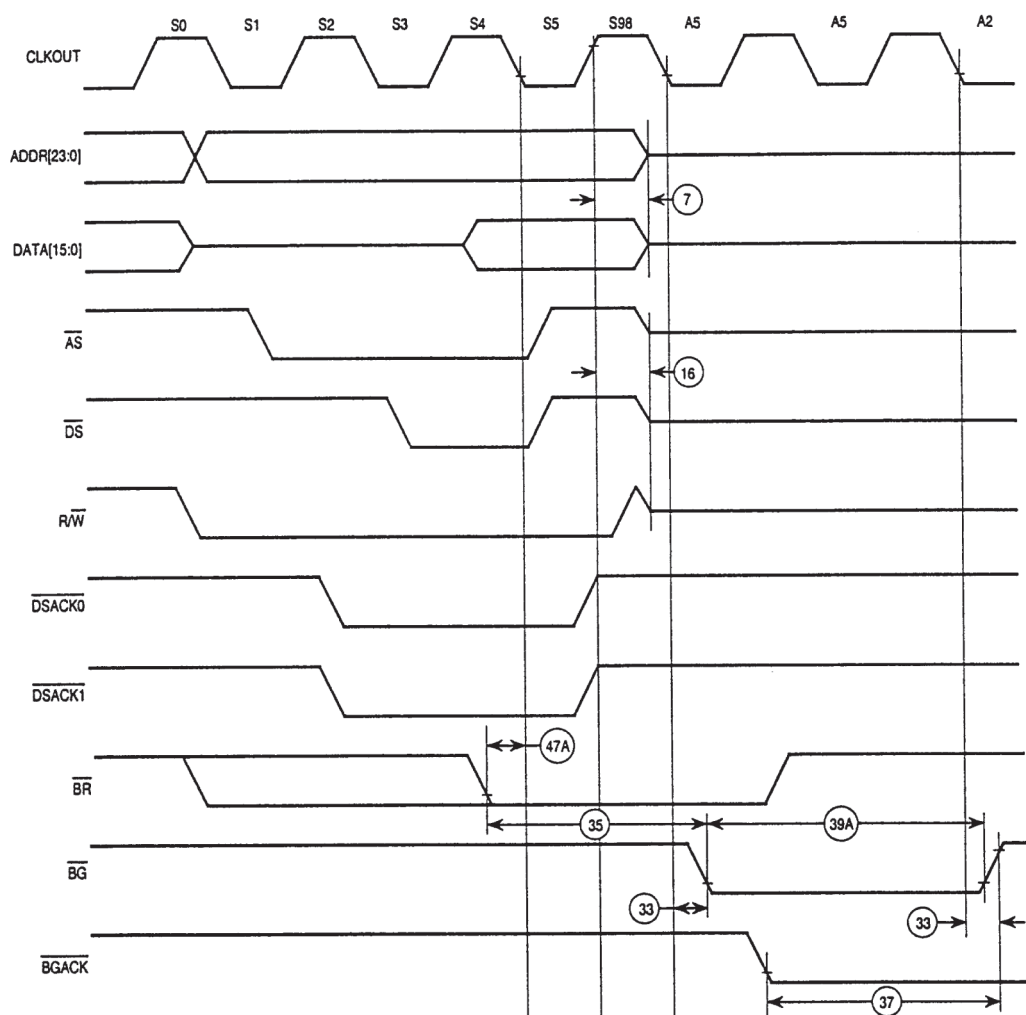 S0 S1 S2 S3 S4 S5 S98 A5 A5 A2
CLKOUT
ADDR[23:0]
7
DATA[15:0]
AS
16
DS
R/W
DSACK0
DSACK1
47A
BR
35 39A
BG
33 33
BGACK
37